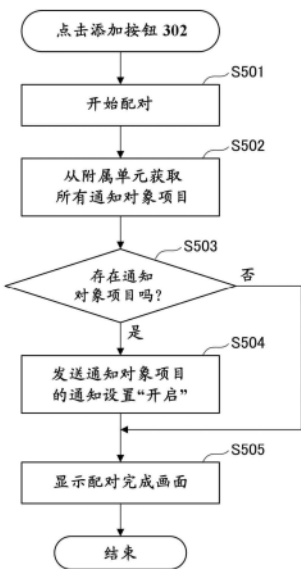 点击添加按钮 302
S501
开始配对
S502
从附属单元获取
所有通知对象项目
S503
存在通知
对象项目吗?
否
是
S504
发送通知对象项目
的通知设置“开启”
S505
显示配对完成画面
结束